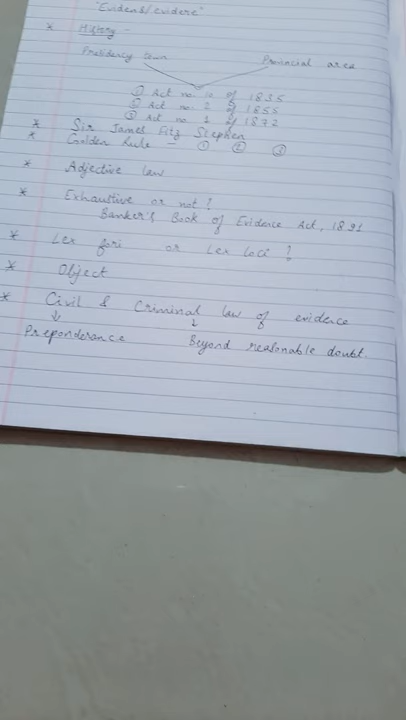 "Evidens/evidere"
* History -
Presidency town Provincial area
① Act no. 10 of 1835
② Act no. 2 of 1855
③ Act no. 1 of 1872
* Sir James Fitz Stephen
* Golden Rule - ① ② ③
* Adjective law
* Exhaustive or not?
Banker's Book of Evidence Act, 1891
* Lex fori or Lex loci?
* Object
* Civil & Criminal law of evidence
↓ ↓
Preponderance Beyond reasonable doubt.